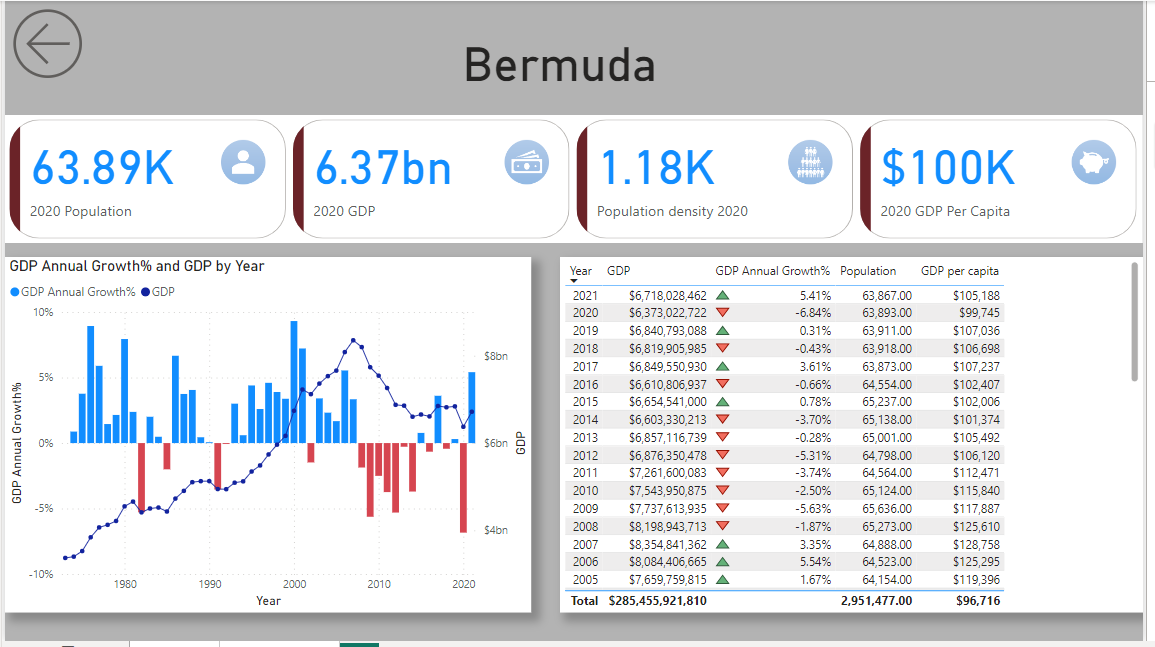 Bermuda
63.89K
2020 Population
6.37bn
2020 GDP
1.18K
Population density 2020
$100K
2020 GDP Per Capita
GDP Annual Growth% and GDP by Year
GDP Annual Growth% GDP
10%
5%
0%
-5%
-10%
GDP Annual Growth%
$8bn
$6bn
$4bn
GDP
1980 1990 2000 2010 2020
Year
Year GDP GDP Annual Growth% Population GDP per capita
2021 $6,718,028,462 5.41% 63,867.00 $105,188
2020 $6,373,022,722 -6.84% 63,893.00 $99,745
2019 $6,840,793,088 0.31% 63,911.00 $107,036
2018 $6,819,905,985 -0.43% 63,918.00 $106,698
2017 $6,849,550,930 3.61% 63,873.00 $107,237
2016 $6,610,806,937 -0.66% 64,554.00 $102,407
2015 $6,654,541,000 0.78% 65,237.00 $102,006
2014 $6,603,330,213 -3.70% 65,138.00 $101,374
2013 $6,857,116,739 -0.28% 65,001.00 $105,492
2012 $6,876,350,478 -5.31% 64,798.00 $106,120
2011 $7,261,600,083 -3.74% 64,564.00 $112,471
2010 $7,543,950,875 -2.50% 65,124.00 $115,840
2009 $7,737,613,935 -5.63% 65,636.00 $117,887
2008 $8,198,943,713 -1.87% 65,273.00 $125,610
2007 $8,354,841,362 3.35% 64,888.00 $128,758
2006 $8,084,406,665 5.54% 64,523.00 $125,295
2005 $7,659,759,815 1.67% 64,154.00 $119,396
Total $285,455,921,810 2,951,477.00 $96,716